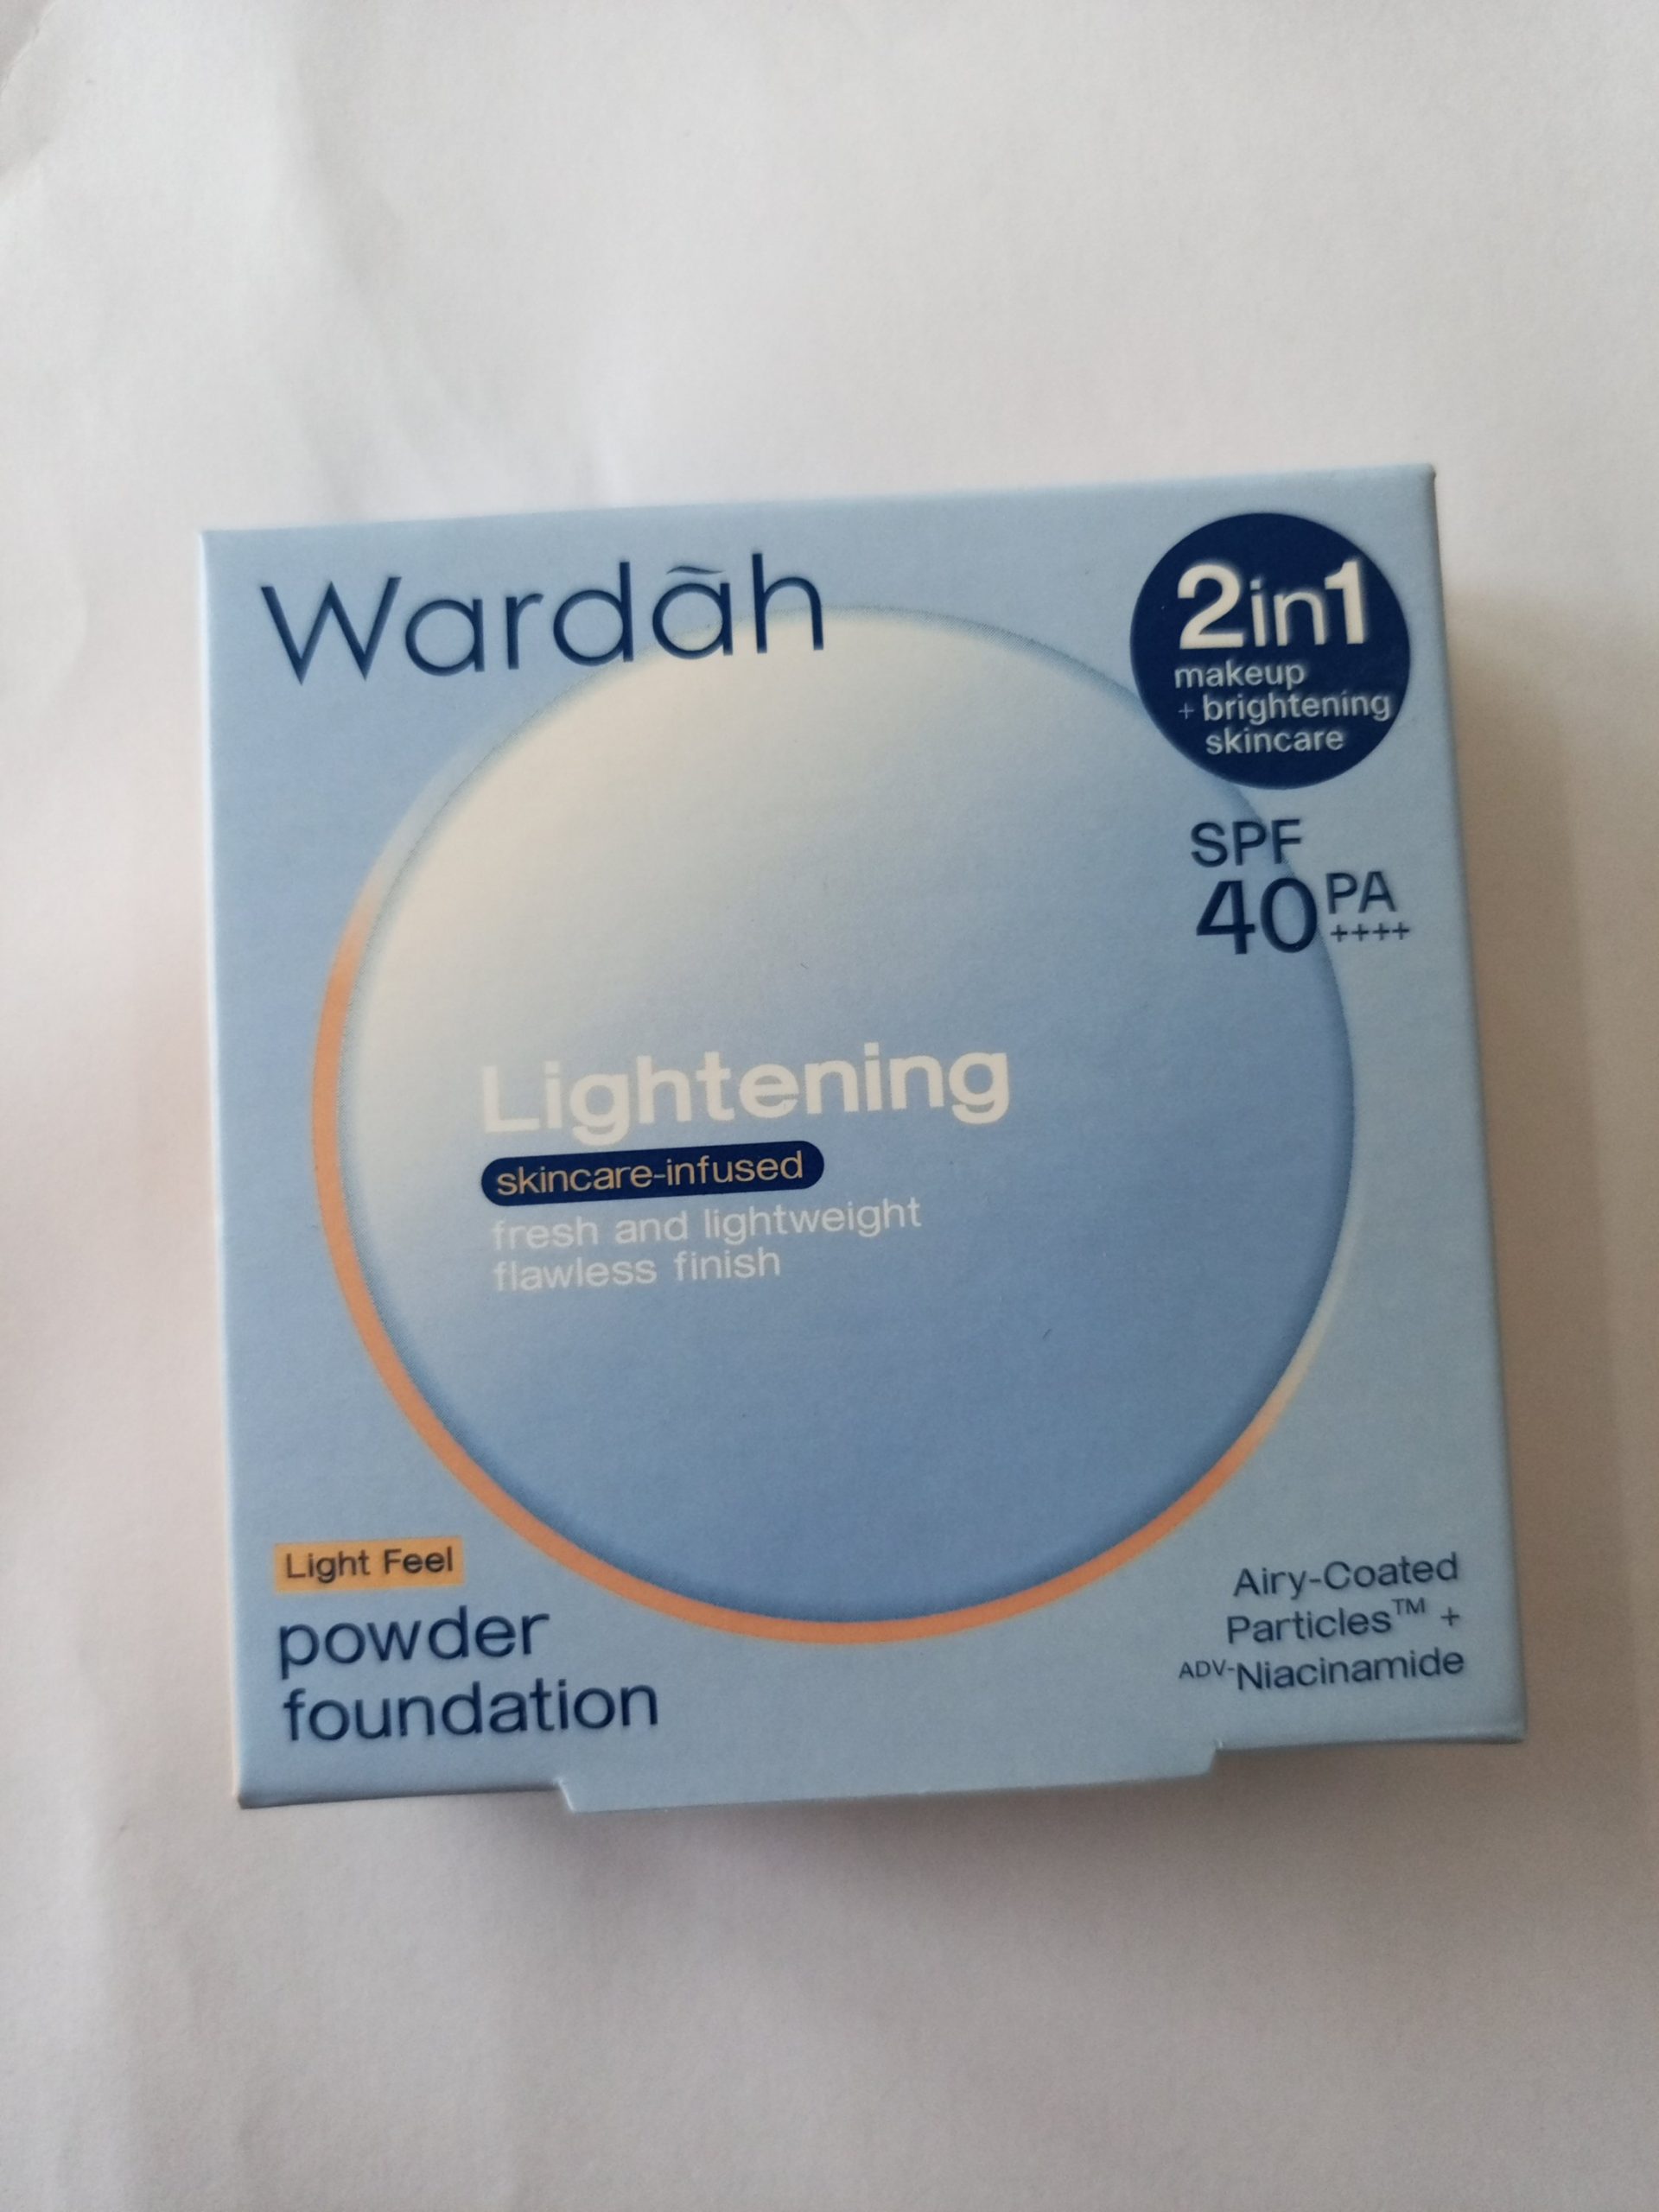 Wardāh
2in1
makeup
+ brightening
skincare
SPF
40 PA
++++
Lightening
skincare-infused
fresh and lightweight
flawless finish
Light Feel
powder
foundation
Airy-Coated
Particles™ +
ADV-Niacinamide